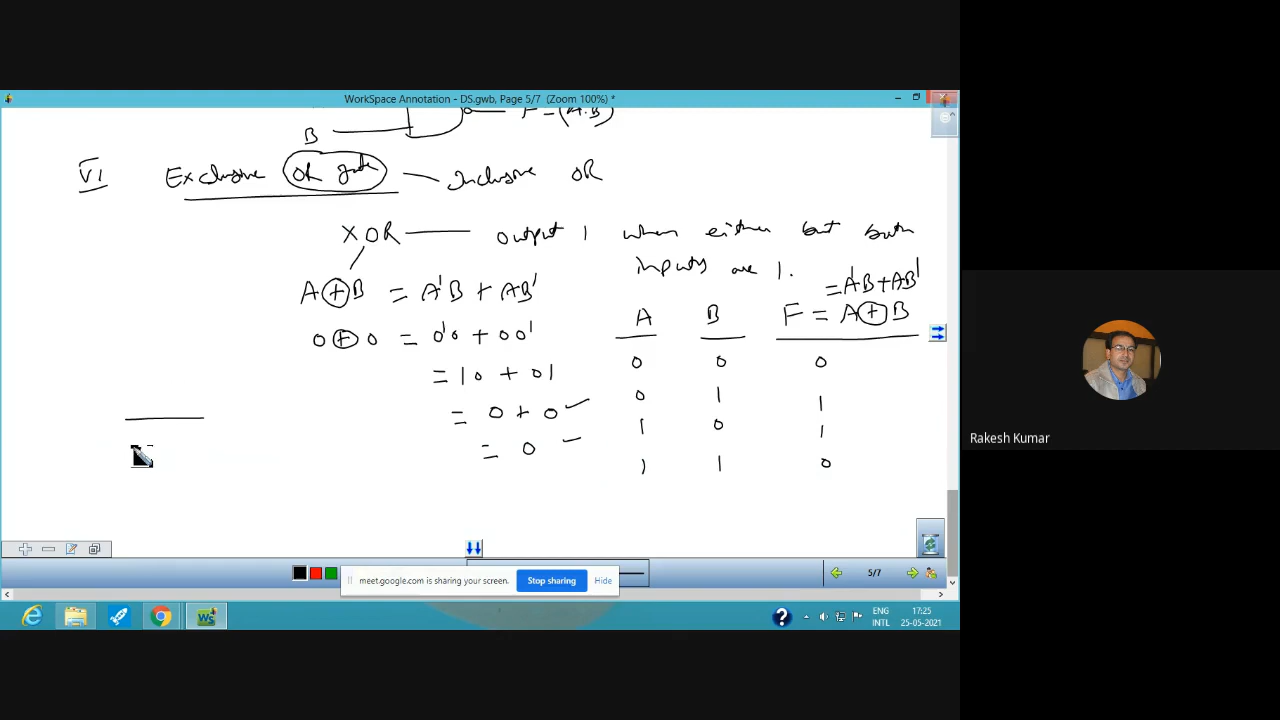 WorkSpace Annotation - DS.gwb, Page 5/7 (Zoom 100%) *
B F = (A.B)
VI Exclusive OR gate — Inclusive OR
XOR — output 1 when either but both
inputs are 1.
A ⊕ B = A'B + AB'
0 ⊕ 0 = 0'0 + 00'
= 10 + 01
= 0 + 0
= 0
= A'B + AB'
A B F = A ⊕ B
0 0 0
0 1 1
1 0 1
1 1 0
Rakesh Kumar
5/7
meet.google.com is sharing your screen. Stop sharing Hide
ENG 17:25
INTL 25-05-2021